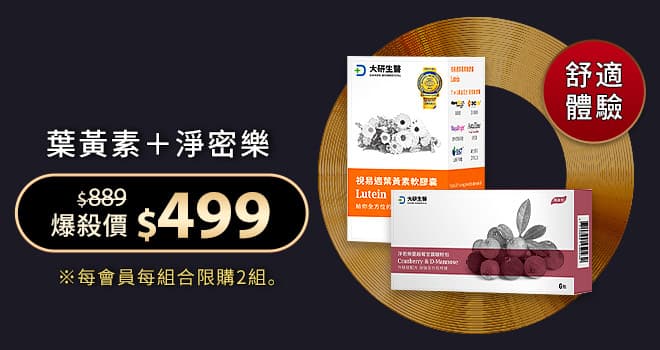 葉黃素＋淨密樂
$889
爆殺價 $499
※每會員每組合限購2組。
舒適
體驗
大研生醫
視易適葉黃素軟膠囊
Lutein
大研生醫
Cranberry & D-Mannose
6包